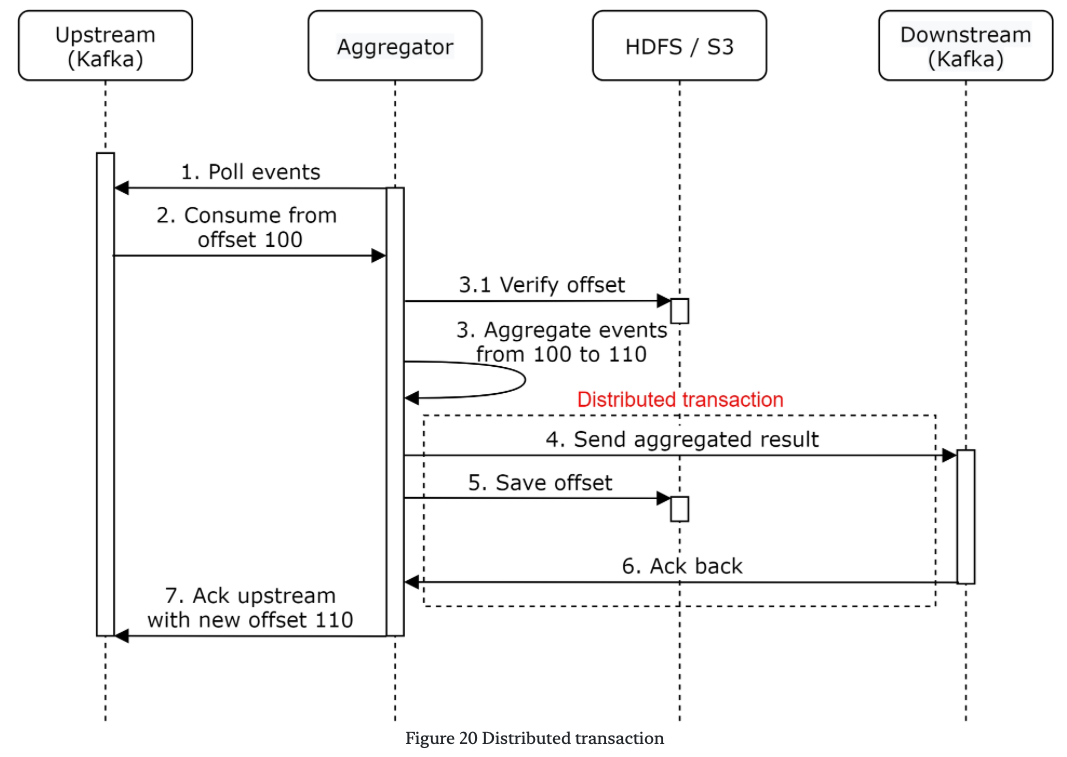 Upstream
(Kafka)
Aggregator
HDFS / S3
Downstream
(Kafka)
1. Poll events
2. Consume from
offset 100
3.1 Verify offset
3. Aggregate events
from 100 to 110
Distributed transaction
4. Send aggregated result
5. Save offset
6. Ack back
7. Ack upstream
with new offset 110
Figure 20 Distributed transaction